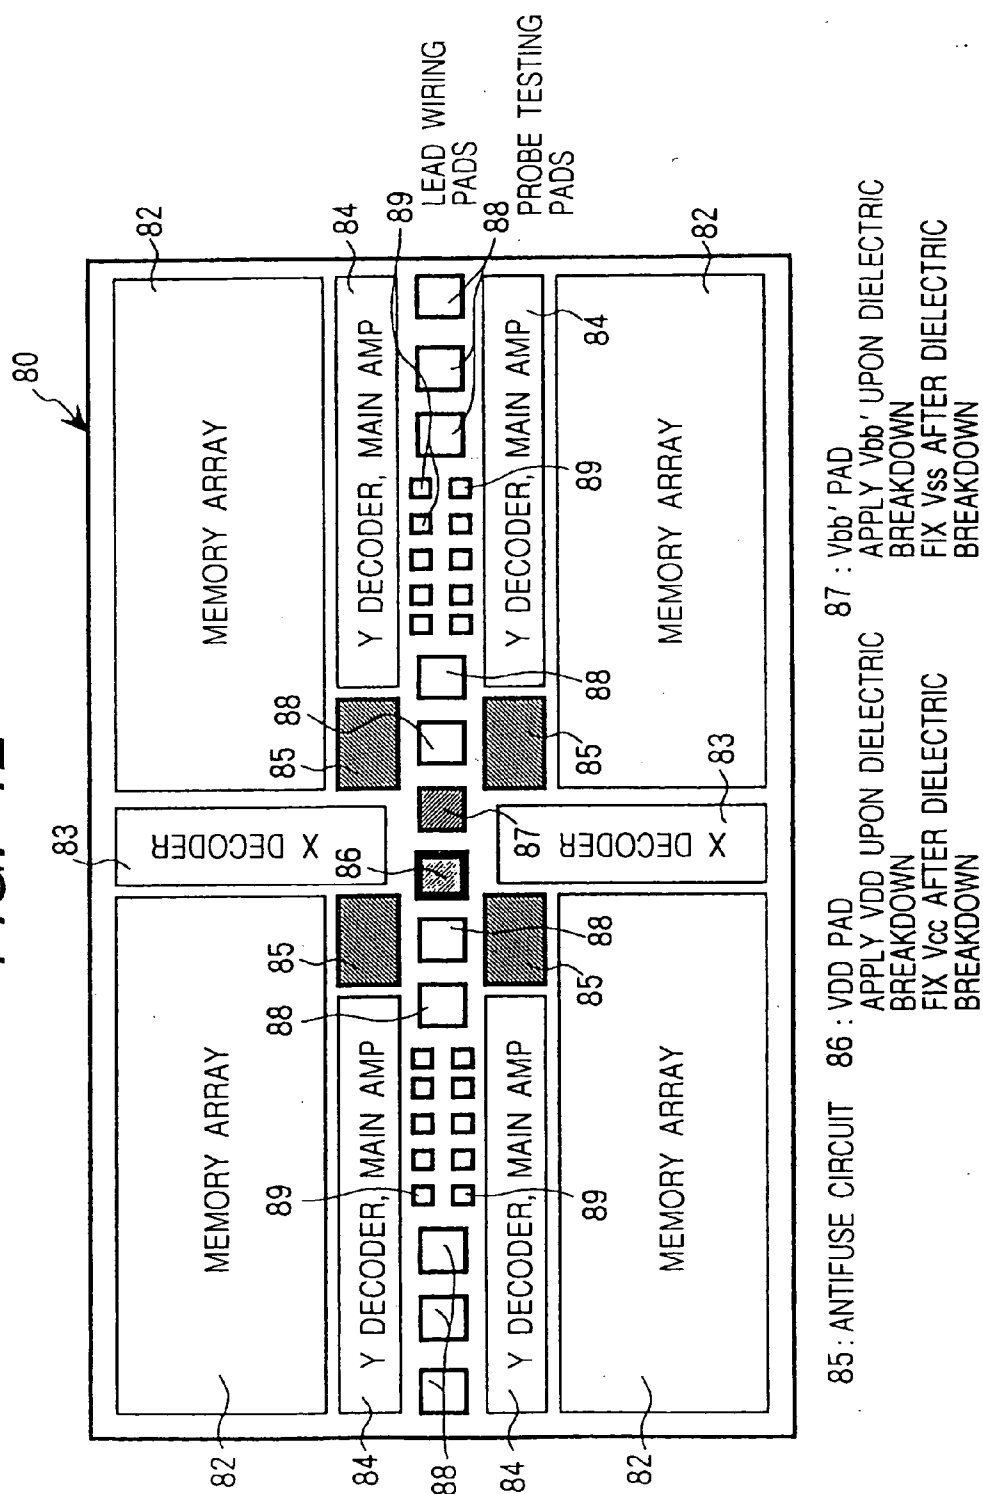 80
83
82
82
MEMORY ARRAY
MEMORY ARRAY
X DECODER
84
84
88
85
85
88
86
89
89
Y DECODER, MAIN AMP
Y DECODER, MAIN AMP
LEAD WIRING
PADS
88
88
PROBE TESTING
PADS
84
Y DECODER, MAIN AMP
Y DECODER, MAIN AMP
87
89
88
85
88
85
89
84
82
82
MEMORY ARRAY
MEMORY ARRAY
X DECODER
83
85: ANTIFUSE CIRCUIT
86 : VDD PAD
APPLY VDD UPON DIELECTRIC
BREAKDOWN
FIX Vcc AFTER DIELECTRIC
BREAKDOWN
87 : Vbb' PAD
APPLY Vbb' UPON DIELECTRIC
BREAKDOWN
FIX Vss AFTER DIELECTRIC
BREAKDOWN